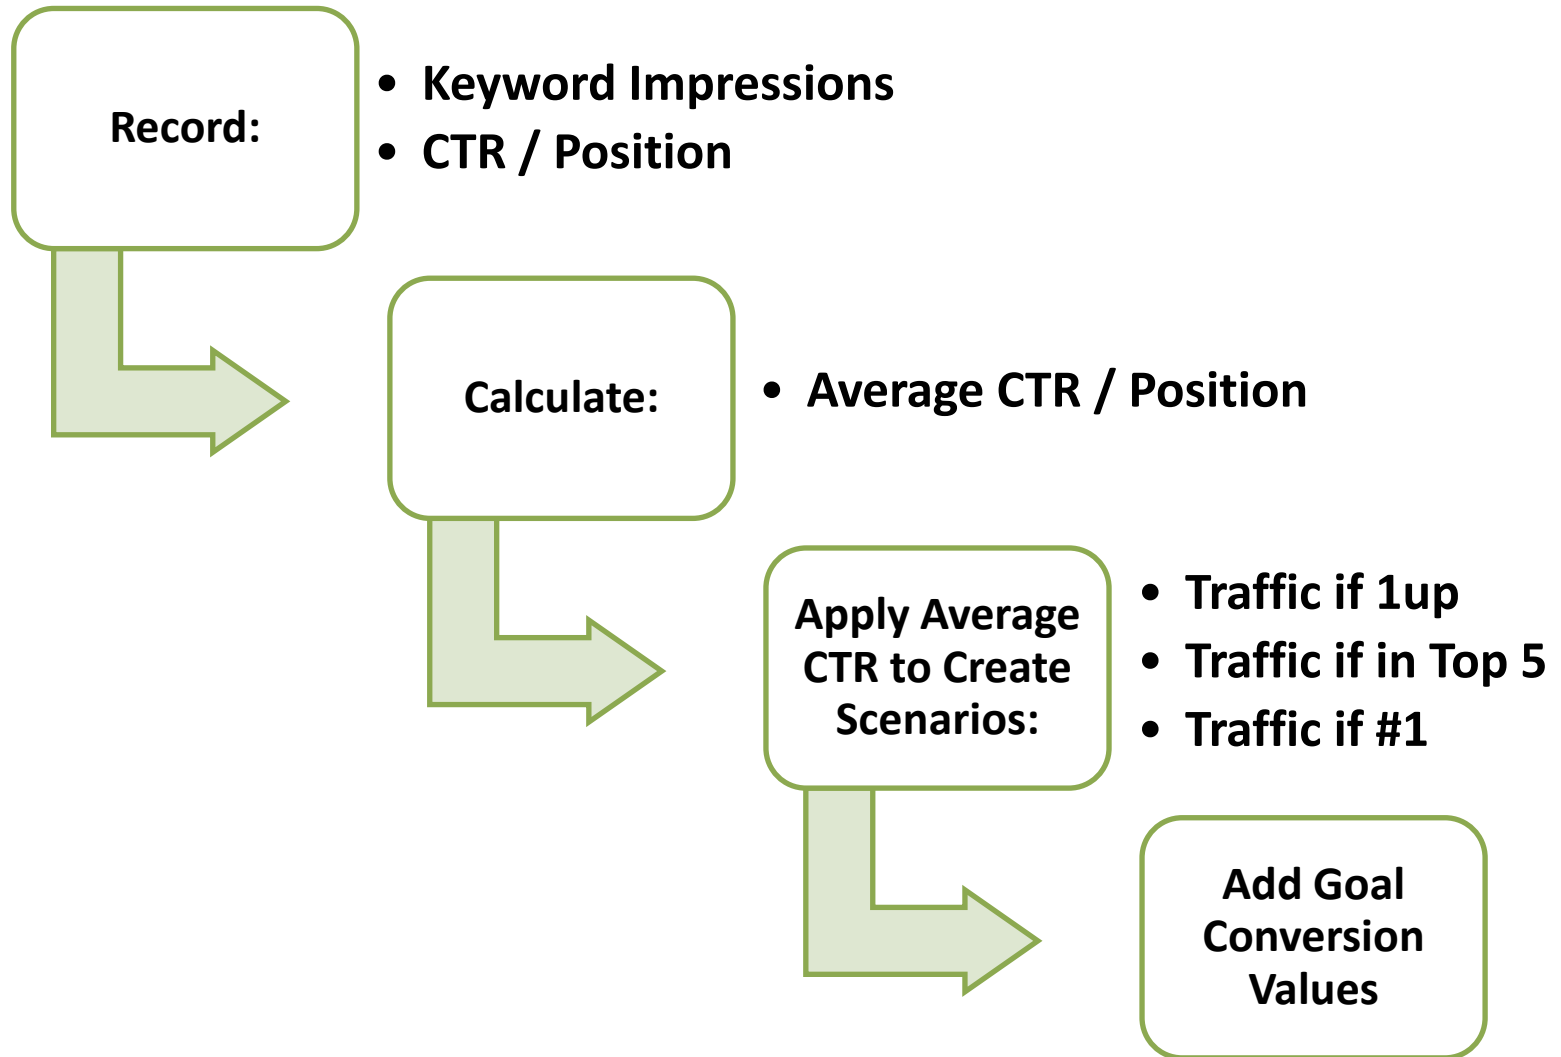 Record:
• Keyword Impressions
• CTR / Position
Calculate:
• Average CTR / Position
Apply Average
CTR to Create
Scenarios:
• Traffic if 1up
• Traffic if in Top 5
• Traffic if #1
Add Goal
Conversion
Values